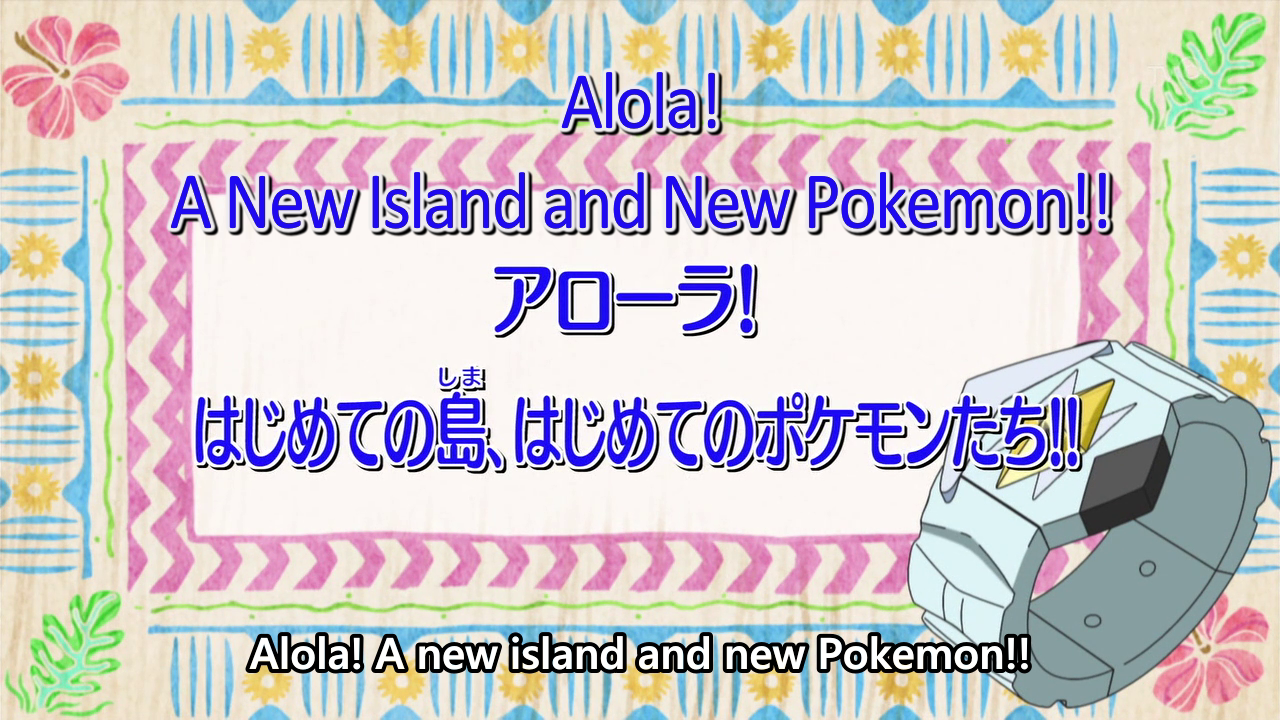 Alola!
A New Island and New Pokemon!!
アローラ!
しま
はじめての島、はじめてのポケモンたち!!
Alola! A new island and new Pokemon!!